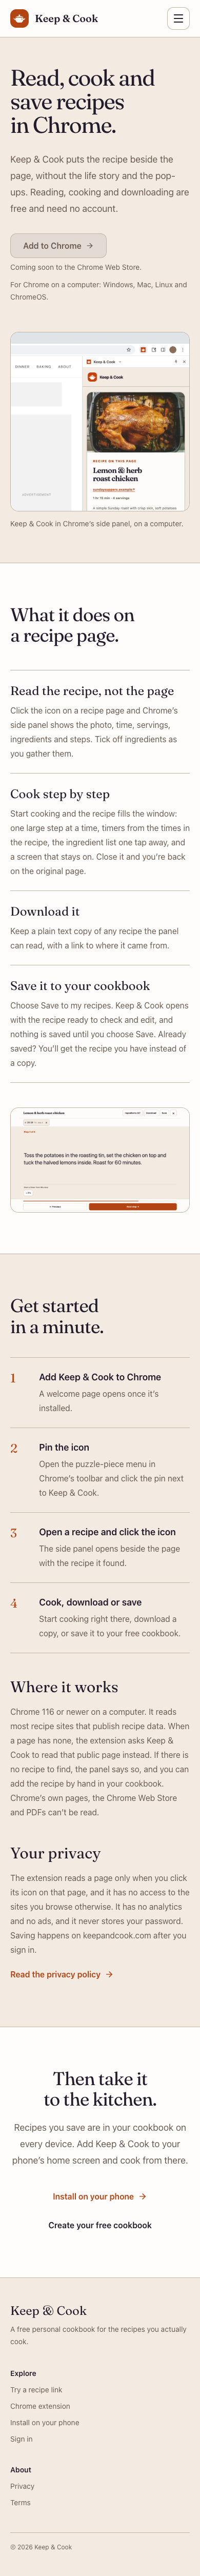 Keep & Cook
Read, cook and
save recipes
in Chrome.
Keep & Cook puts the recipe beside the
page, without the life story and the pop-
ups. Reading, cooking and downloading are
free and need no account.
Add to Chrome →
Coming soon to the Chrome Web Store.
For Chrome on a computer: Windows, Mac, Linux and
ChromeOS.
Keep & Cook
DINNER BAKING ABOUT
Keep & Cook
ADVERTISEMENT
RECIPE ON THIS PAGE
Lemon & herb
roast chicken
1 hr 15 min · 4 servings
A simple Sunday roast with crisp skin, soft potatoes
Keep & Cook in Chrome's side panel, on a computer.
What it does on
a recipe page.
Read the recipe, not the page
Click the icon on a recipe page and Chrome's
side panel shows the photo, time, servings,
ingredients and steps. Tick off ingredients as
you gather them.
Cook step by step
Start cooking and the recipe fills the window:
one large step at a time, timers from the times in
the recipe, the ingredient list one tap away, and
a screen that stays on. Close it and you're back
on the original page.
Download it
Keep a plain text copy of any recipe the panel
can read, with a link to where it came from.
Save it to your cookbook
Choose Save to my recipes. Keep & Cook opens
with the recipe ready to check and edit, and
nothing is saved until you choose Save. Already
saved? You'll get the recipe you have instead of
a copy.
Lemon & herb roast chicken
Toss the potatoes in the roasting tin, set the chicken on top and
tuck the halved lemons inside. Roast for 60 minutes.
Get started
in a minute.
1 Add Keep & Cook to Chrome
A welcome page opens once it's
installed.
2 Pin the icon
Open the puzzle-piece menu in
Chrome's toolbar and click the pin next
to Keep & Cook.
3 Open a recipe and click the icon
The side panel opens beside the page
with the recipe it found.
4 Cook, download or save
Start cooking right there, download a
copy, or save it to your free cookbook.
Where it works
Chrome 116 or newer on a computer. It reads
most recipe sites that publish recipe data. When
a page has none, the extension asks Keep &
Cook to read that public page instead. If there is
no recipe to find, the panel says so, and you can
add the recipe by hand in your cookbook.
Chrome's own pages, the Chrome Web Store
and PDFs can't be read.
Your privacy
The extension reads a page only when you click
its icon on that page, and it has no access to the
sites you browse otherwise. It has no analytics
and no ads, and it never stores your password.
Saving happens on keepandcook.com after you
sign in.
Read the privacy policy →
Then take it
to the kitchen.
Recipes you save are in your cookbook on
every device. Add Keep & Cook to your
phone's home screen and cook from there.
Install on your phone →
Create your free cookbook
Keep & Cook
A free personal cookbook for the recipes you actually
cook.
Explore
Try a recipe link
Chrome extension
Install on your phone
Sign in
About
Privacy
Terms
© 2026 Keep & Cook